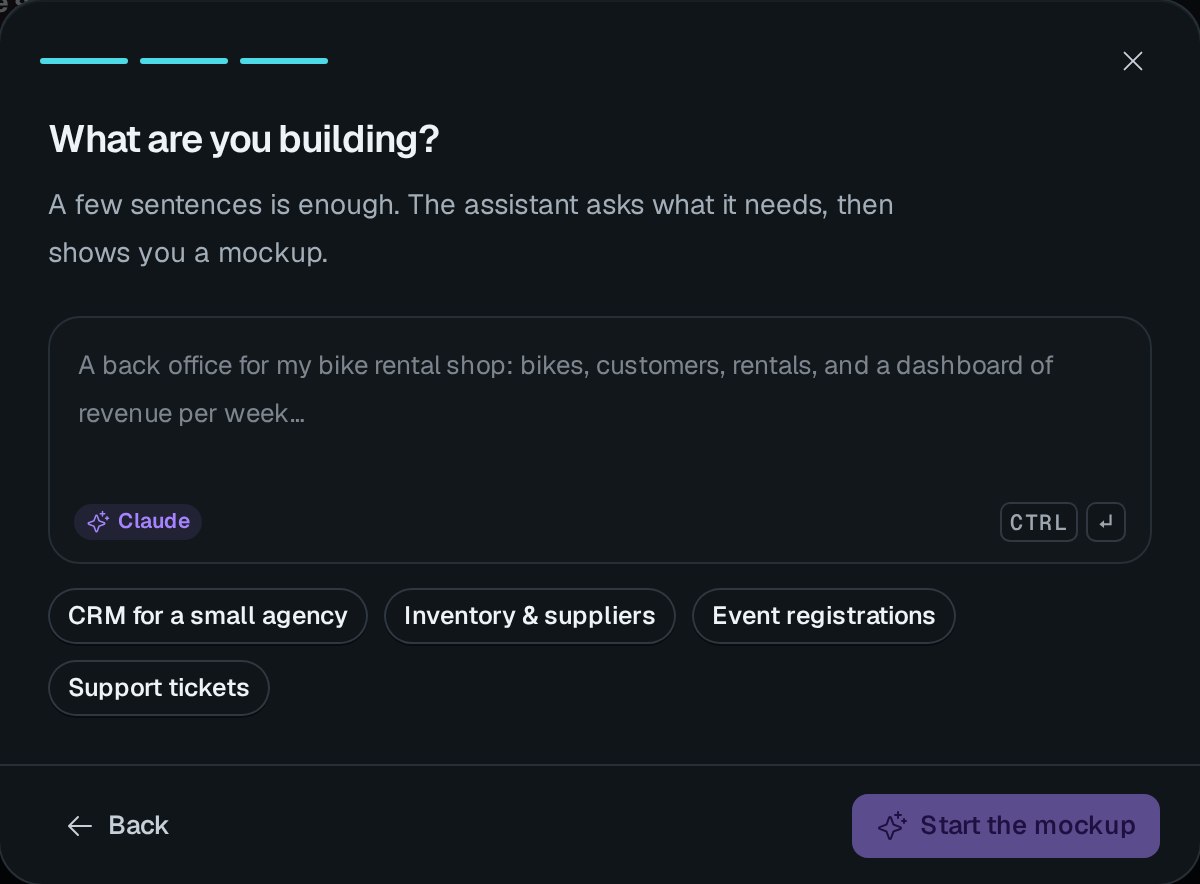 What are you building?
A few sentences is enough. The assistant asks what it needs, then
shows you a mockup.
A back office for my bike rental shop: bikes, customers, rentals, and a dashboard of
revenue per week…
Claude
CTRL ↵
CRM for a small agency
Inventory & suppliers
Event registrations
Support tickets
← Back
Start the mockup